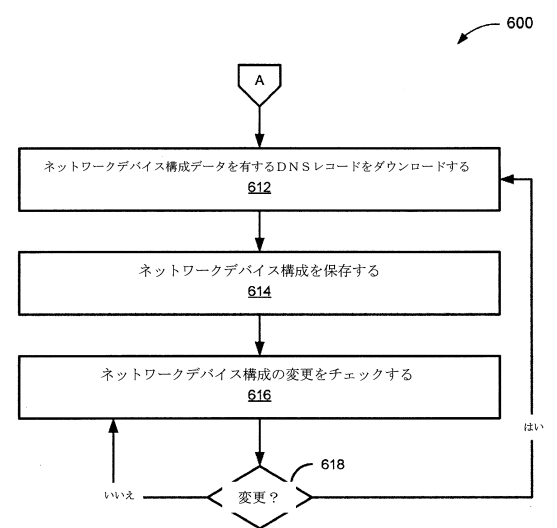 600
A
ネットワークデバイス構成データを有するDNSレコードをダウンロードする
612
ネットワークデバイス構成を保存する
614
ネットワークデバイス構成の変更をチェックする
616
はい
618
いいえ
変更？